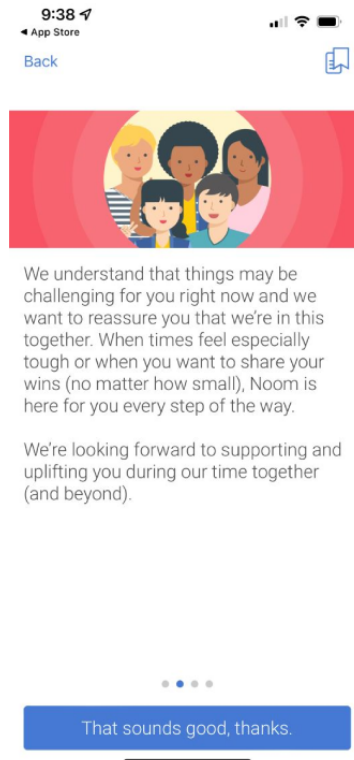 9:38
App Store
Back
We understand that things may be
challenging for you right now and we
want to reassure you that we’re in this
together. When times feel especially
tough or when you want to share your
wins (no matter how small), Noom is
here for you every step of the way.
We’re looking forward to supporting and
uplifting you during our time together
(and beyond).
That sounds good, thanks.